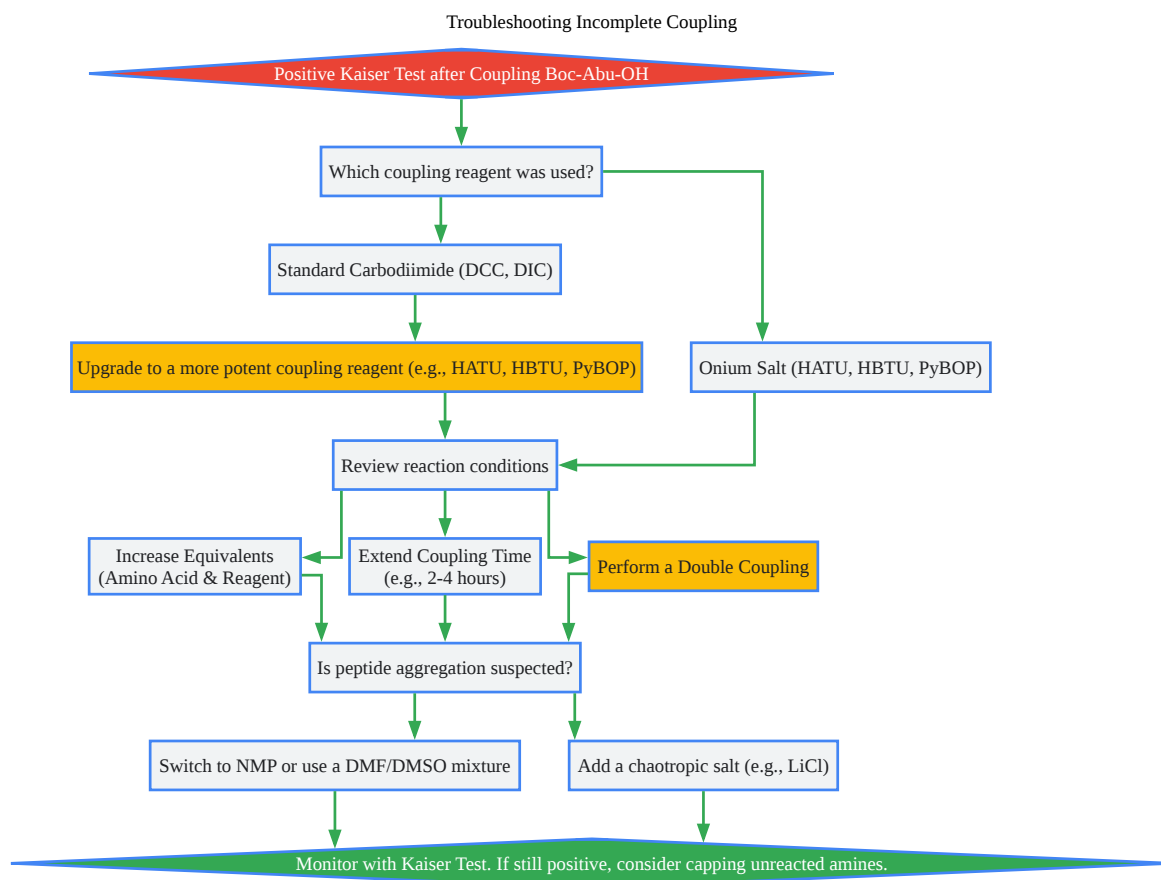 Troubleshooting Incomplete Coupling
Positive Kaiser Test after Coupling Boc-Abu-OH
Which coupling reagent was used?
Standard Carbodiimide (DCC, DIC)
Upgrade to a more potent coupling reagent (e.g., HATU, HBTU, PyBOP)
Onium Salt (HATU, HBTU, PyBOP)
Review reaction conditions
Increase Equivalents
(Amino Acid & Reagent)
Extend Coupling Time
(e.g., 2-4 hours)
Perform a Double Coupling
Is peptide aggregation suspected?
Switch to NMP or use a DMF/DMSO mixture
Add a chaotropic salt (e.g., LiCl)
Monitor with Kaiser Test. If still positive, consider capping unreacted amines.